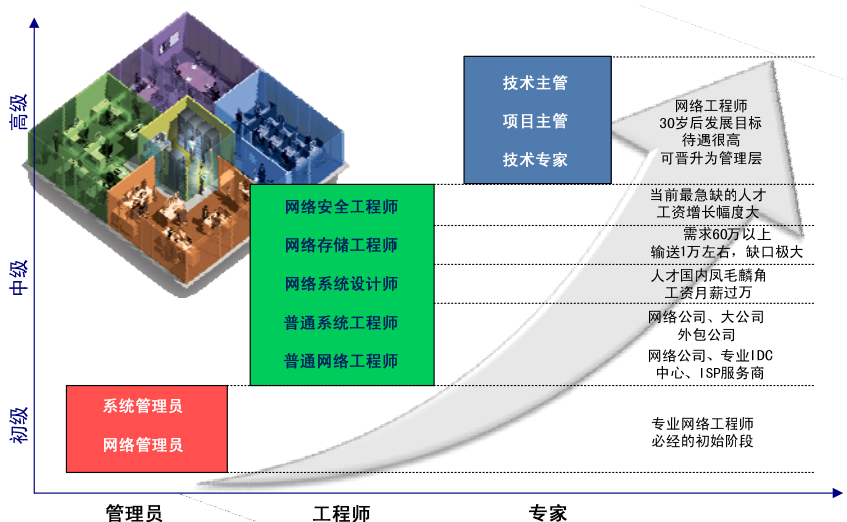 高级
技术主管
项目主管
技术专家
网络工程师
30岁后发展目标
待遇很高
可晋升为管理层
中级
网络安全工程师
网络存储工程师
网络系统设计师
普通系统工程师
普通网络工程师
当前最急缺的人才
工资增长幅度大
需求60万以上
输送1万左右，缺口极大
人才国内凤毛麟角
工资月薪过万
网络公司、大公司
外包公司
网络公司、专业IDC
中心、ISP服务商
初级
系统管理员
网络管理员
专业网络工程师
必经的初始阶段
管理员
工程师
专家